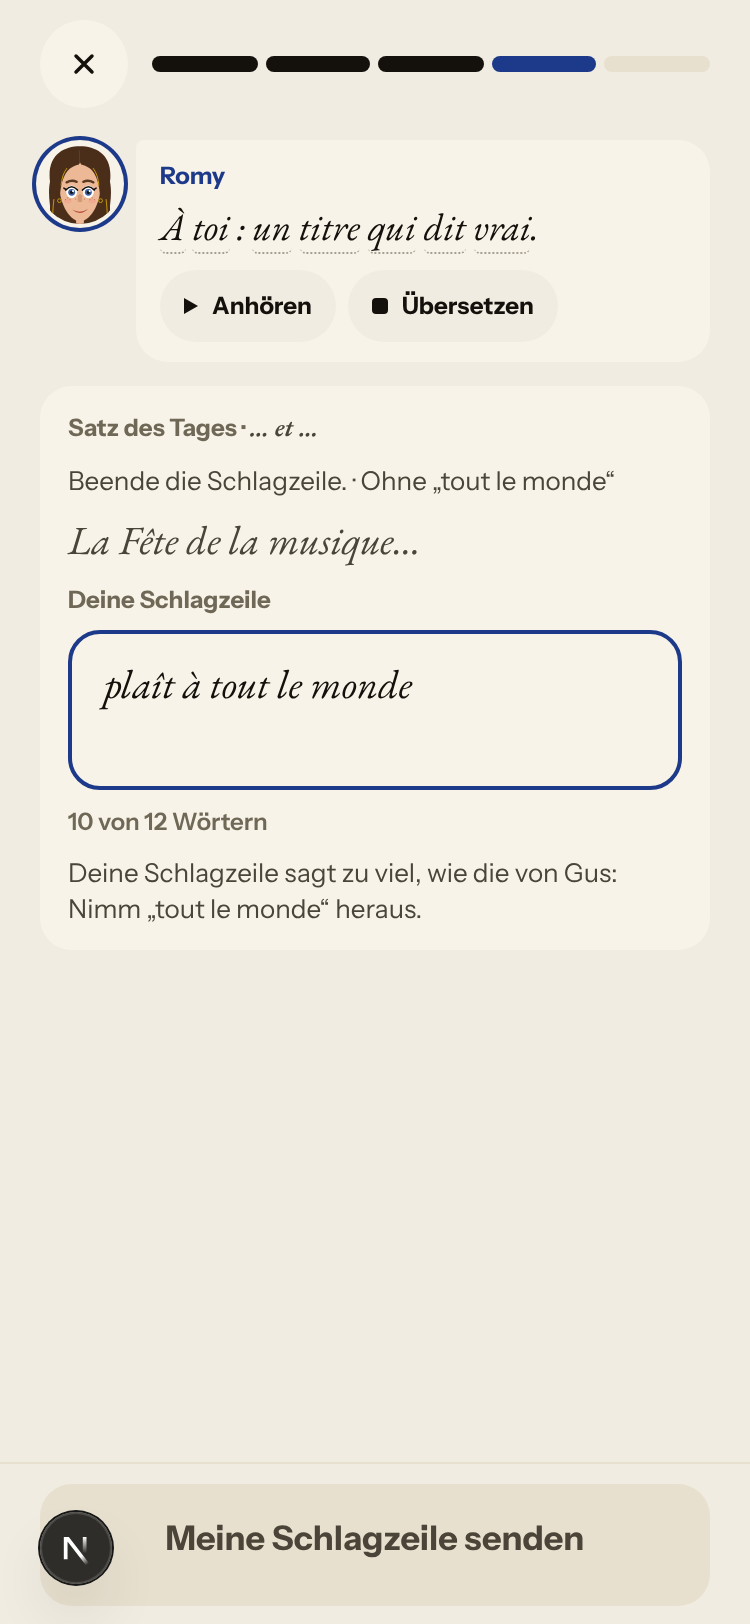 Romy
À toi : un titre qui dit vrai.
Anhören
Übersetzen
Satz des Tages · ... et ...
Beende die Schlagzeile. · Ohne „tout le monde“
La Fête de la musique...
Deine Schlagzeile
plaît à tout le monde
10 von 12 Wörtern
Deine Schlagzeile sagt zu viel, wie die von Gus:
Nimm „tout le monde“ heraus.
N
Meine Schlagzeile senden